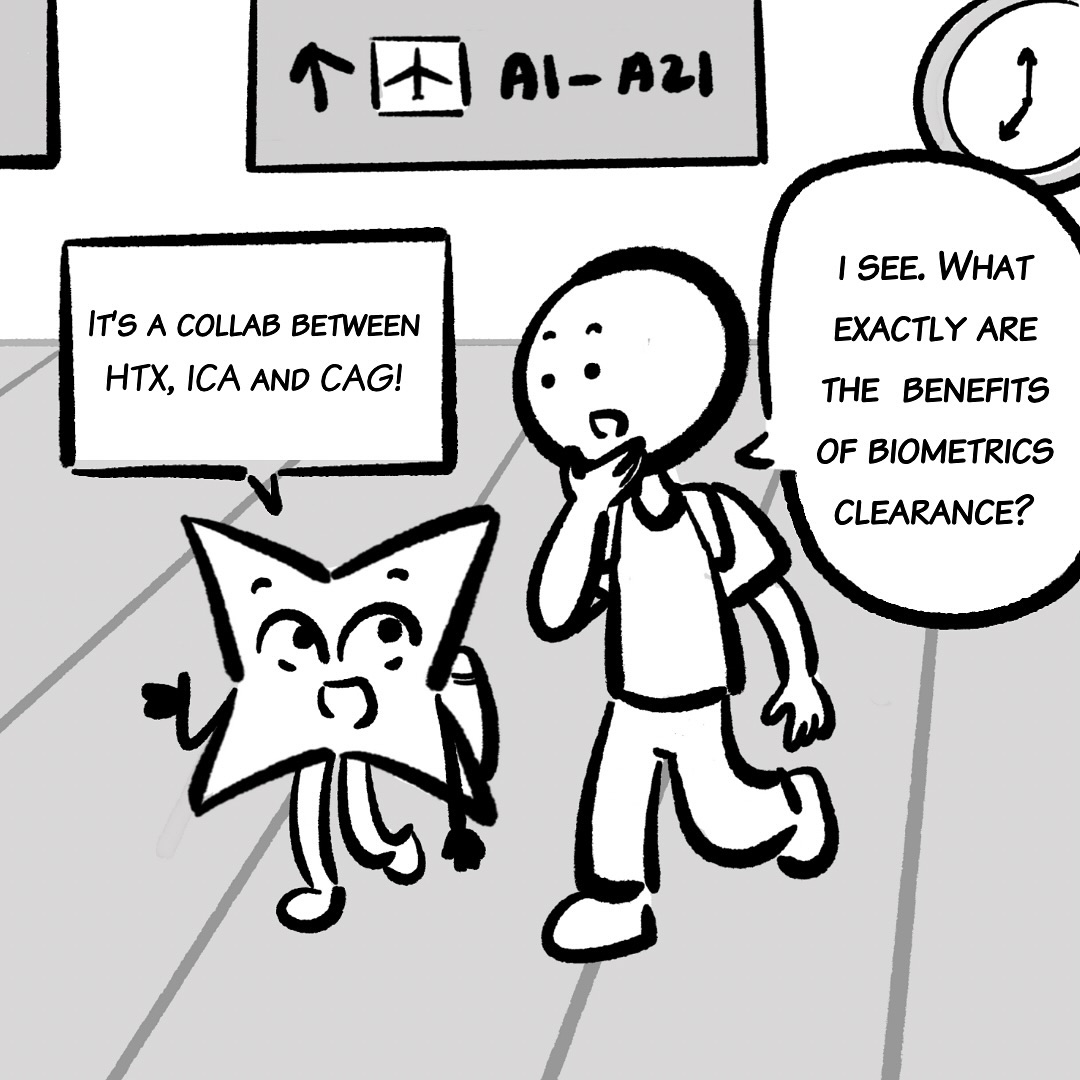 A1-A21
It's a collab between
HTX, ICA and CAG!
I see. What
exactly are
the benefits
of biometrics
clearance?